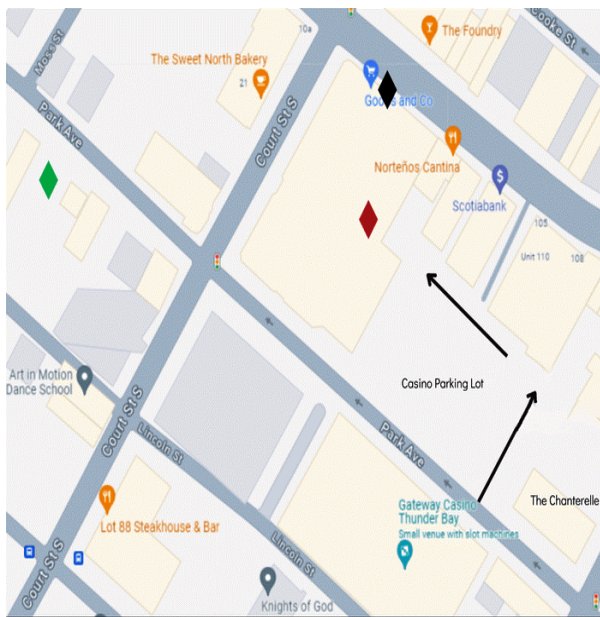 Cooke St
The Foundry
10a
Moss St
The Sweet North Bakery
21
Goods and Co
Court St S
Park Ave
Norteños Cantina
Scotiabank
105
Unit 110
108
Art in Motion
Dance School
Casino Parking Lot
Court St S
Lincoln St
Park Ave
The Chanterelle
Gateway Casino
Thunder Bay
Small venue with slot machines
Lot 88 Steakhouse & Bar
Lincoln St
Court St S
Knights of God